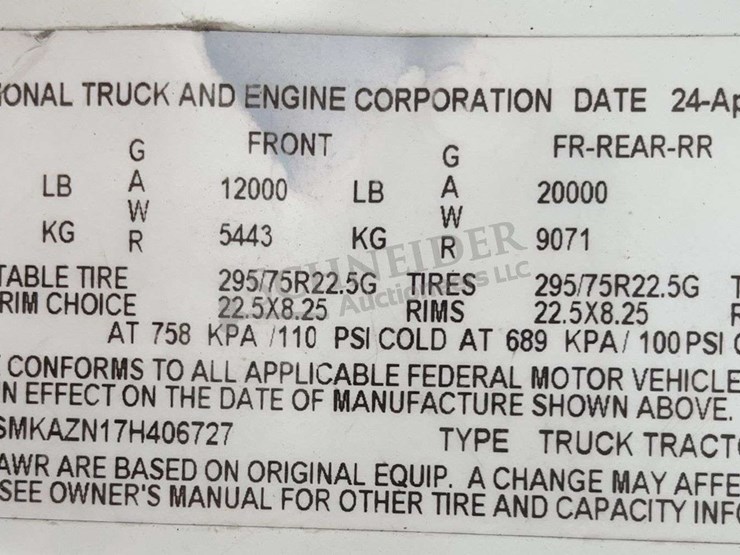 IONAL TRUCK AND ENGINE CORPORATION DATE 24-Ap
G FRONT G FR-REAR-RR
LB A 12000 LB A 20000
W W
KG R 5443 KG R 9071
TABLE TIRE 295/75R22.5G TIRES 295/75R22.5G T
RIM CHOICE 22.5X8.25 RIMS 22.5X8.25
AT 758 KPA /110 PSI COLD AT 689 KPA/ 100 PSI
CONFORMS TO ALL APPLICABLE FEDERAL MOTOR VEHICLE
N EFFECT ON THE DATE OF MANUFACTURE SHOWN ABOVE.
SMKAZN17H406727 TYPE TRUCK TRACT
AWR ARE BASED ON ORIGINAL EQUIP. A CHANGE MAY AFFE
SEE OWNER'S MANUAL FOR OTHER TIRE AND CAPACITY INF
SCHNEIDER
Auctioneers LLC